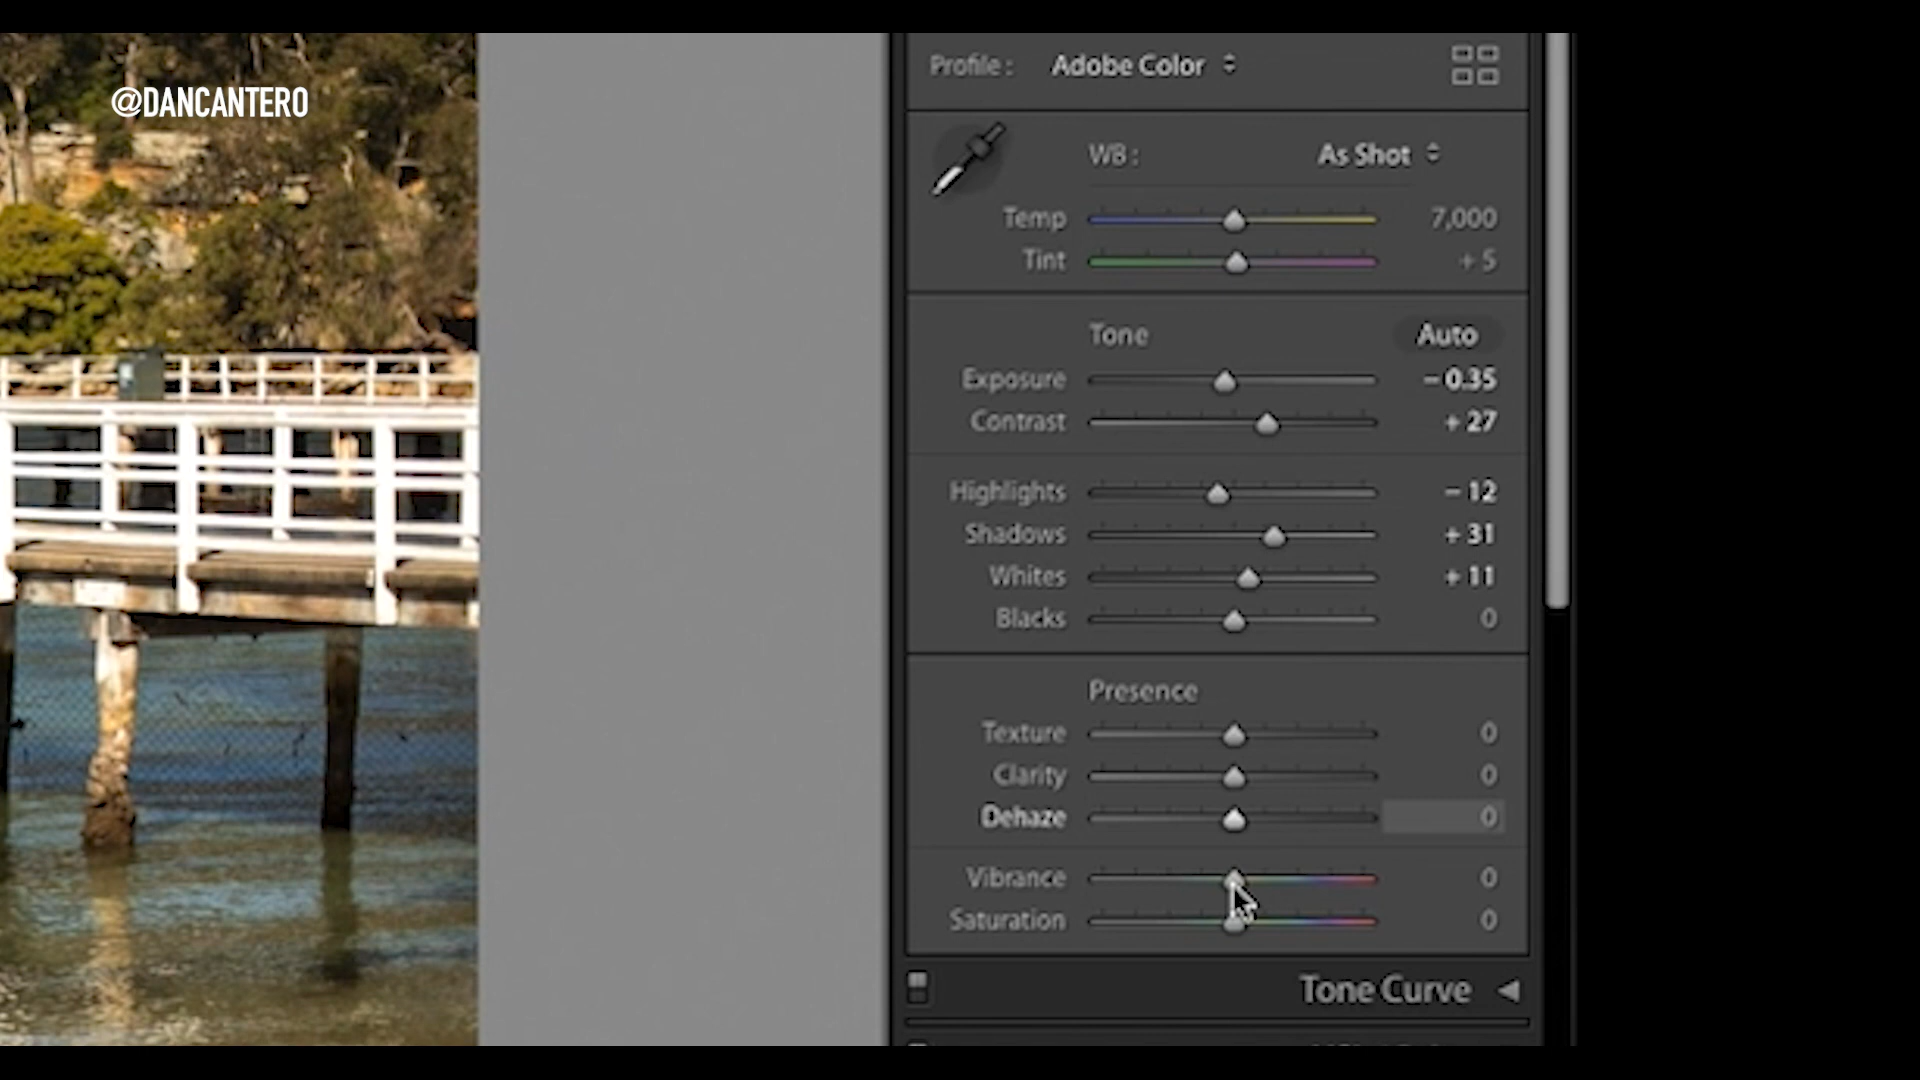 @DANCANTERO
Profile: Adobe Color
WB: As Shot
Temp 7,000
Tint + 5
Tone Auto
Exposure − 0.35
Contrast + 27
Highlights − 12
Shadows + 31
Whites + 11
Blacks 0
Presence
Texture 0
Clarity 0
Dehaze 0
Vibrance 0
Saturation 0
Tone Curve